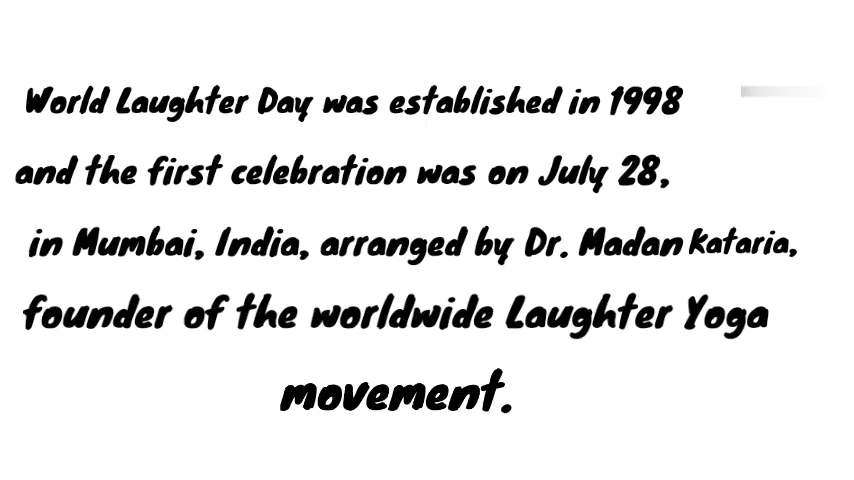 World Laughter Day was established in 1998
and the first celebration was on July 28,
in Mumbai, India, arranged by Dr. Madan kataria,
founder of the worldwide Laughter Yoga
movement.